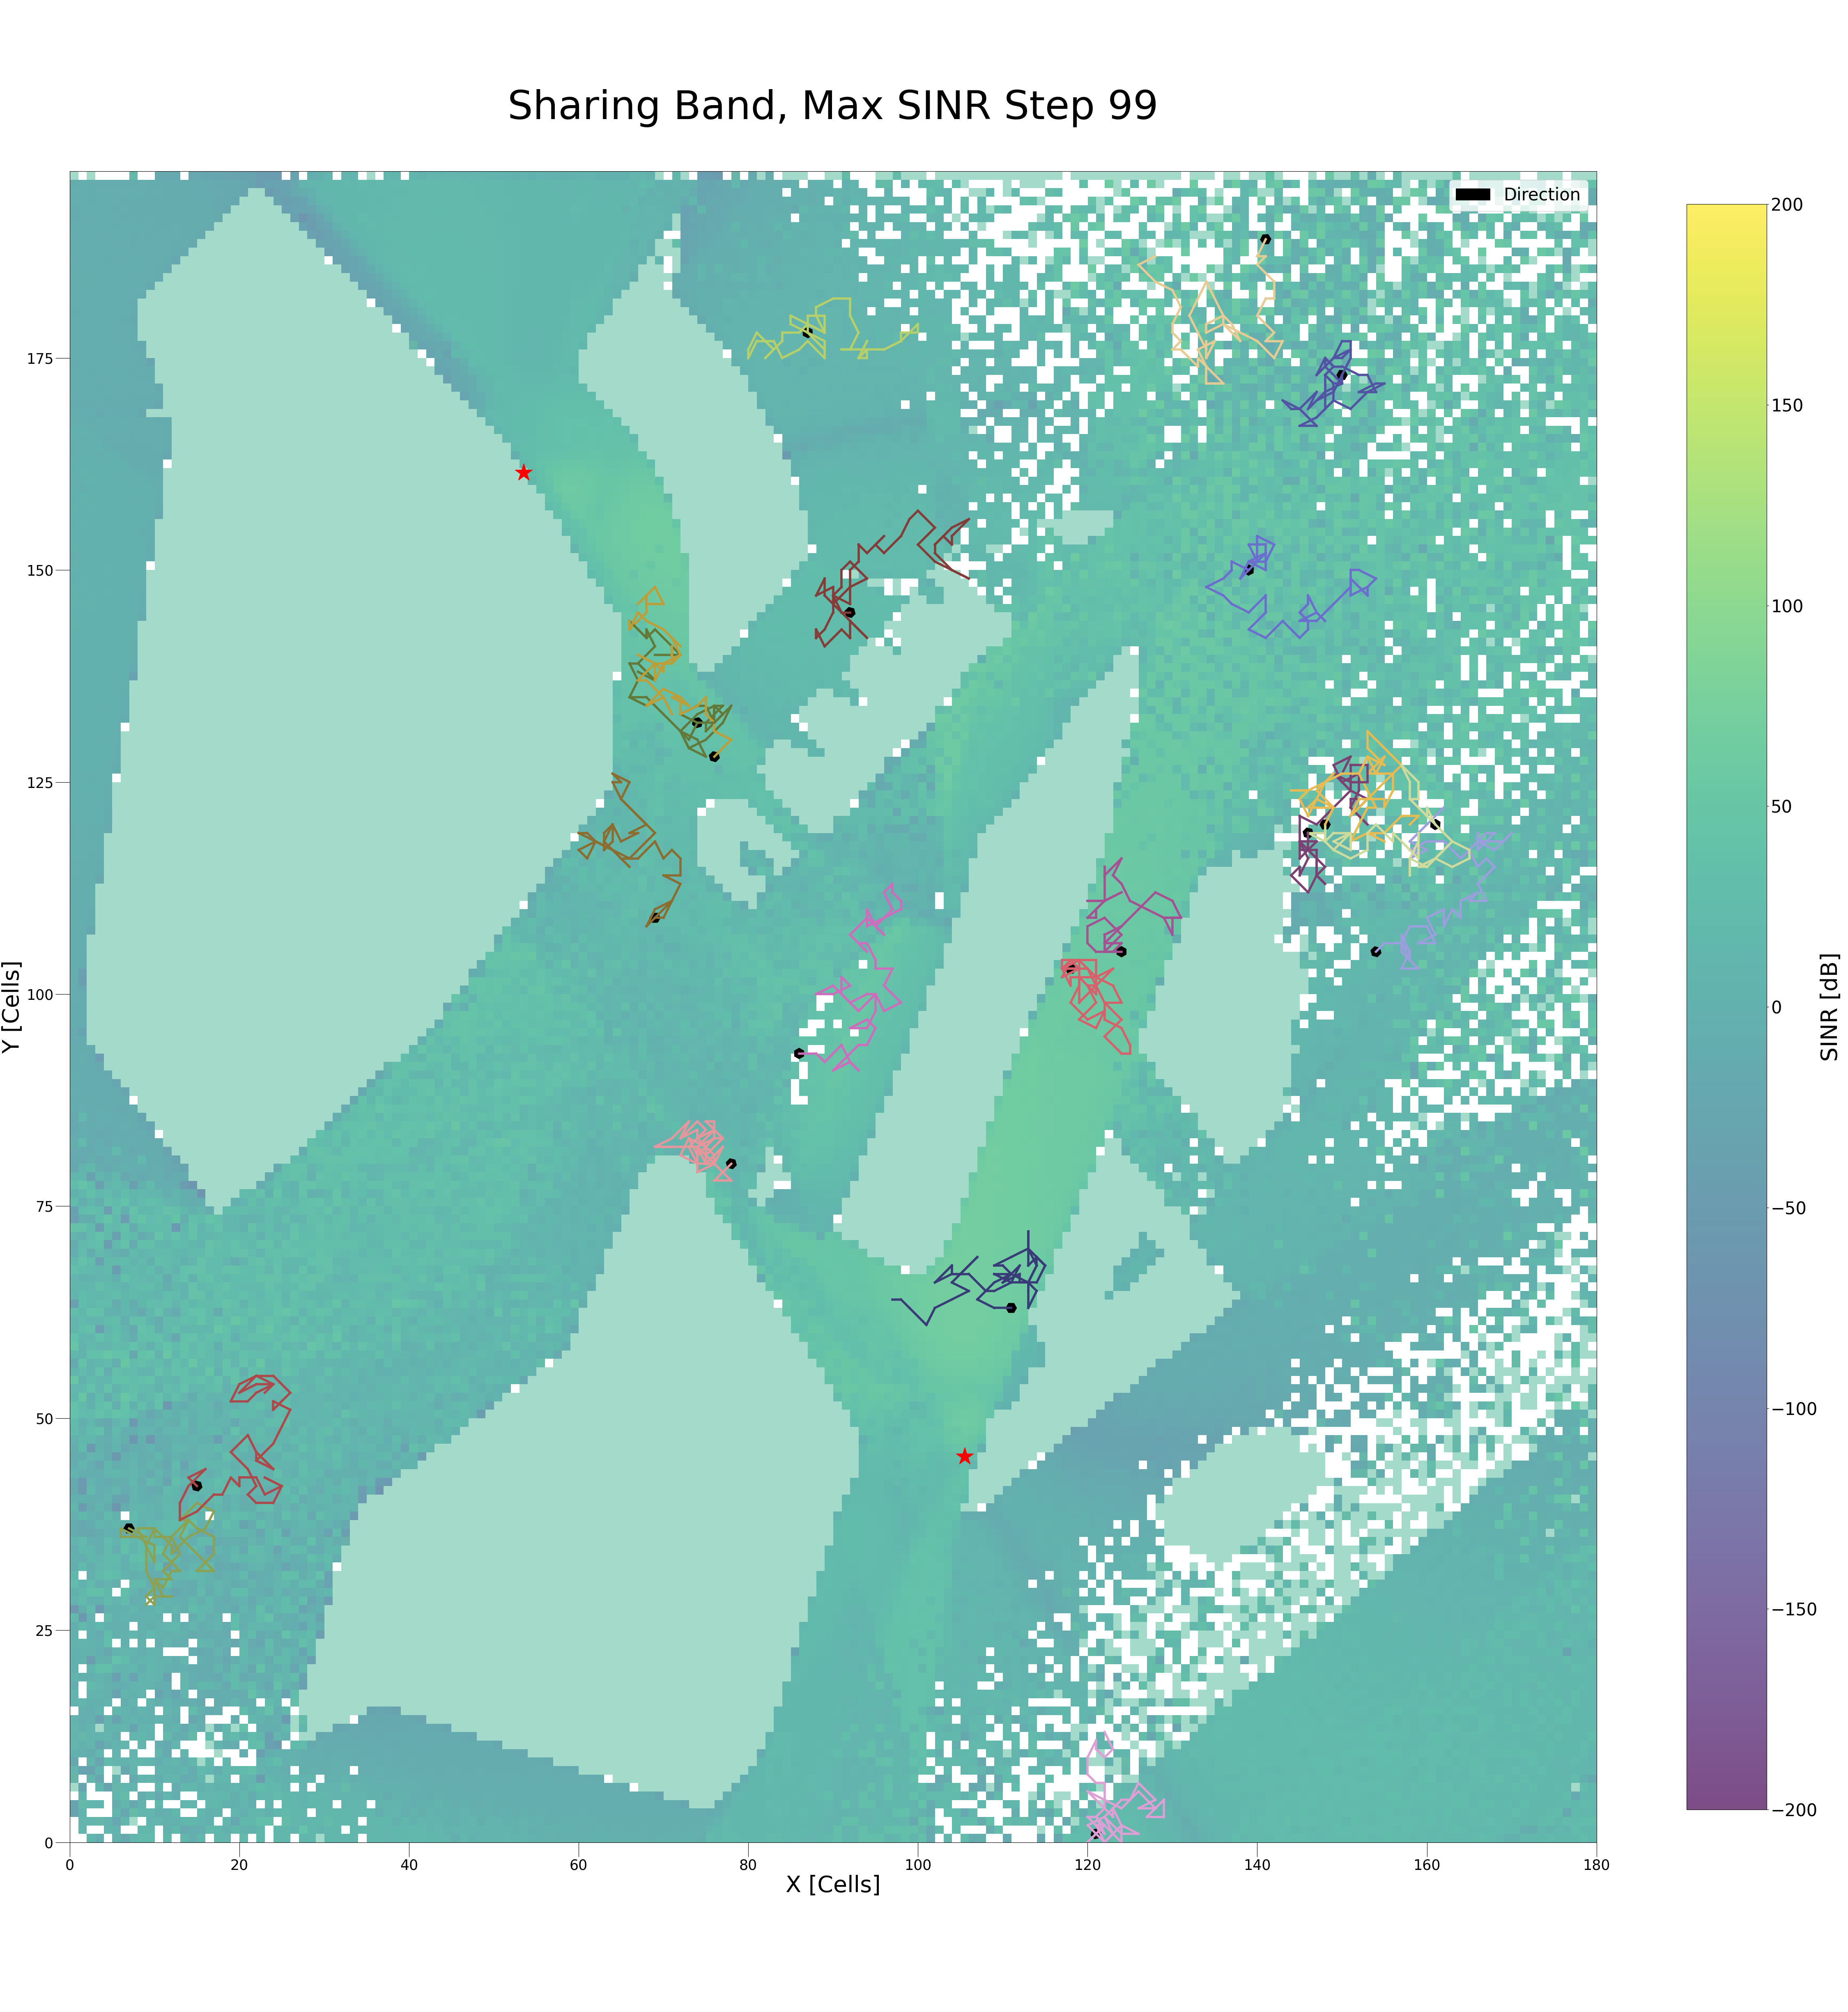 Sharing Band, Max SINR Step 99
Direction
Y [Cells]
175
150
125
100
75
50
25
0
0 20 40 60 80 100 120 140 160 180
X [Cells]
200
150
100
50
0
−50
−100
−150
−200
SINR [dB]